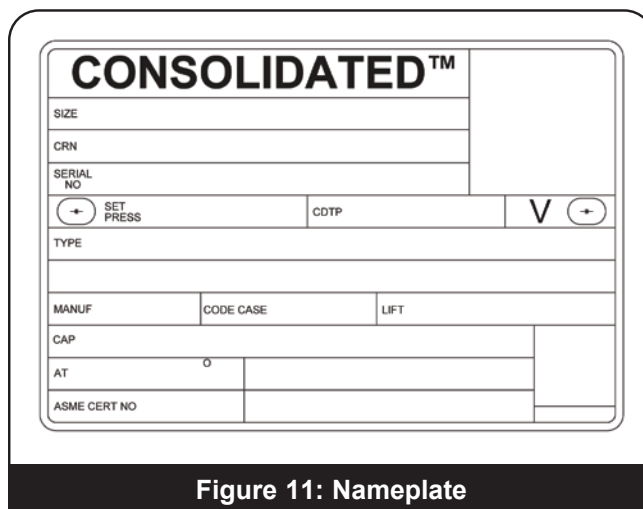 CONSOLIDATED™
SIZE
CRN
SERIAL
NO
SET
PRESS
CDTP
V
TYPE
MANUF
CODE CASE
LIFT
CAP
AT
O
ASME CERT NO
Figure 11: Nameplate